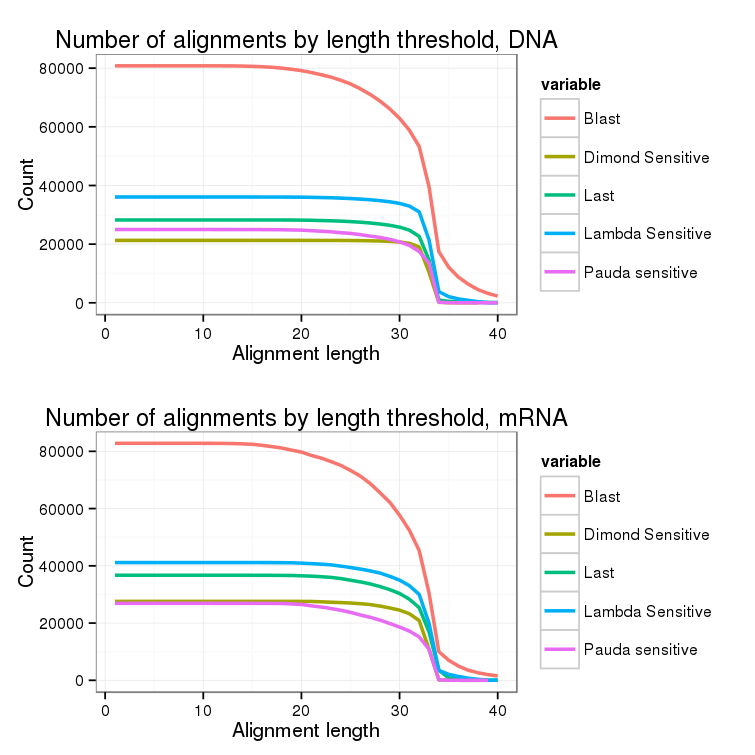 Number of alignments by length threshold, DNA
80000
60000
40000
20000
0
Count
0 10 20 30 40
Alignment length
variable
Blast
Dimond Sensitive
Last
Lambda Sensitive
Pauda sensitive
Number of alignments by length threshold, mRNA
80000
60000
40000
20000
0
Count
0 10 20 30 40
Alignment length
variable
Blast
Dimond Sensitive
Last
Lambda Sensitive
Pauda sensitive